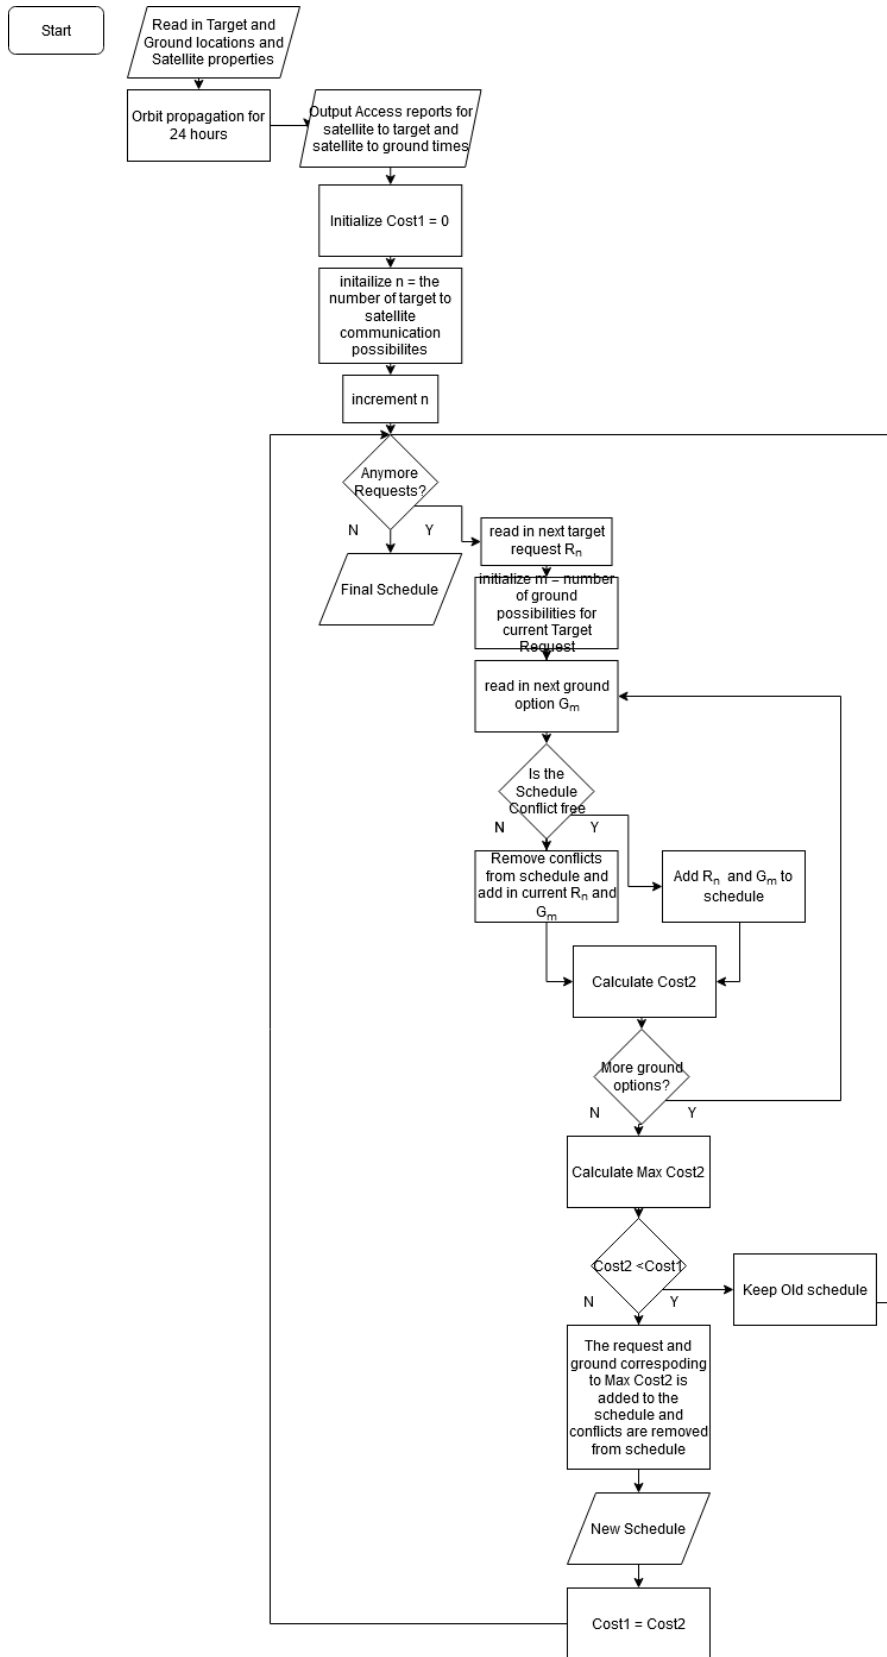 Start
Read in Target and
Ground locations and
Satellite properties
Orbit propagation for
24 hours
Output Access reports for
satellite to target and
satellite to ground times
Initialize Cost1 = 0
initailize n = the
number of target to
satellite
communication
possibilites
increment n
Anymore
Requests?
N
Y
Final Schedule
read in next target
request Rn
initialize m = number
of ground
possibilities for
current Target
Request
read in next ground
option Gm
Is the
Schedule
Conflict free
N
Y
Remove conflicts
from schedule and
add in current Rn and
Gm
Add Rn and Gm to
schedule
Calculate Cost2
More ground
options?
N
Y
Calculate Max Cost2
Cost2 <Cost1
N
Y
Keep Old schedule
The request and
ground correspoding
to Max Cost2 is
added to the
schedule and
conflicts are removed
from schedule
New Schedule
Cost1 = Cost2